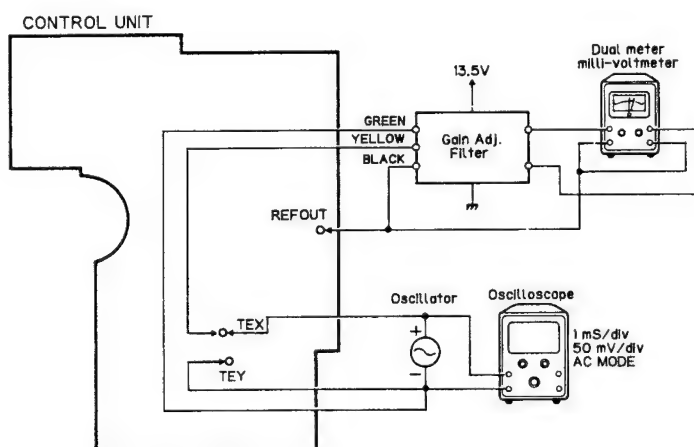 CONTROL UNIT
Dual meter
milli-voltmeter
13.5V
GREEN
YELLOW
BLACK
Gain Adj.
Filter
REFOUT
Oscillator
Oscilloscope
TEX
TEY
1 mS/div
50 mV/div
AC MODE